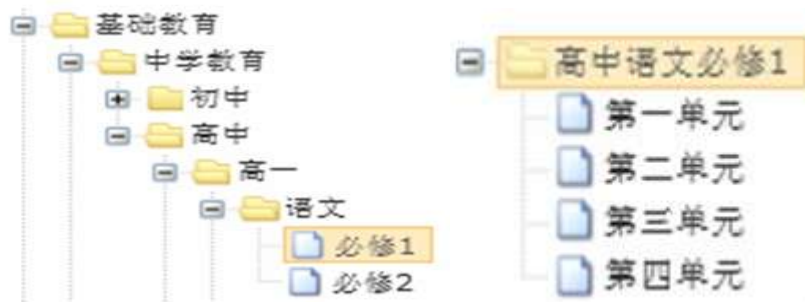 基础教育
中学教育
初中
高中
高一
语文
必修1
必修2
高中语文必修1
第一单元
第二单元
第三单元
第四单元